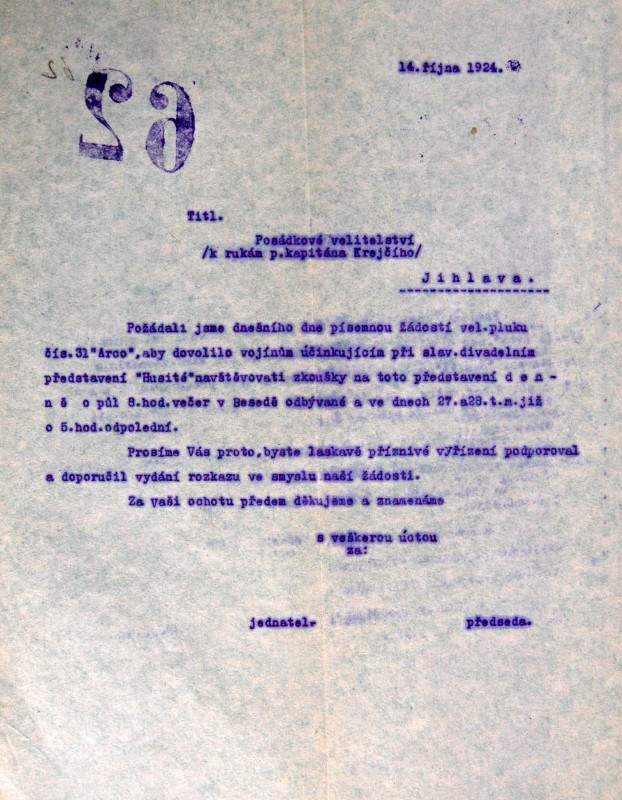 62
62
14.října 1924.
Titl.
Posádkové velitelství
/k rukám p.kapitána Krejčího/
Jihlava.
Požádali jsme dnešního dne písemnou žádostí vel.pluku
čís.31"Arco",aby dovolilo vojínům účinkujícím při slav.divadelním
představení "Husité"navštěvovati zkoušky na toto představení d e n -
n ě o půl 8.hod.večer v Besedě odbývané a ve dnech 27.a28.t.m.již
o 5.hod.odpolední.
Prosíme Vás proto,byste laskavě příznivé vyřízení podporoval
a doporučil vydání rozkazu ve smyslu naší žádosti.
Za vaši ochotu předem děkujeme a znamenáme
s veškerou úctou
za:
jednatel. předseda.